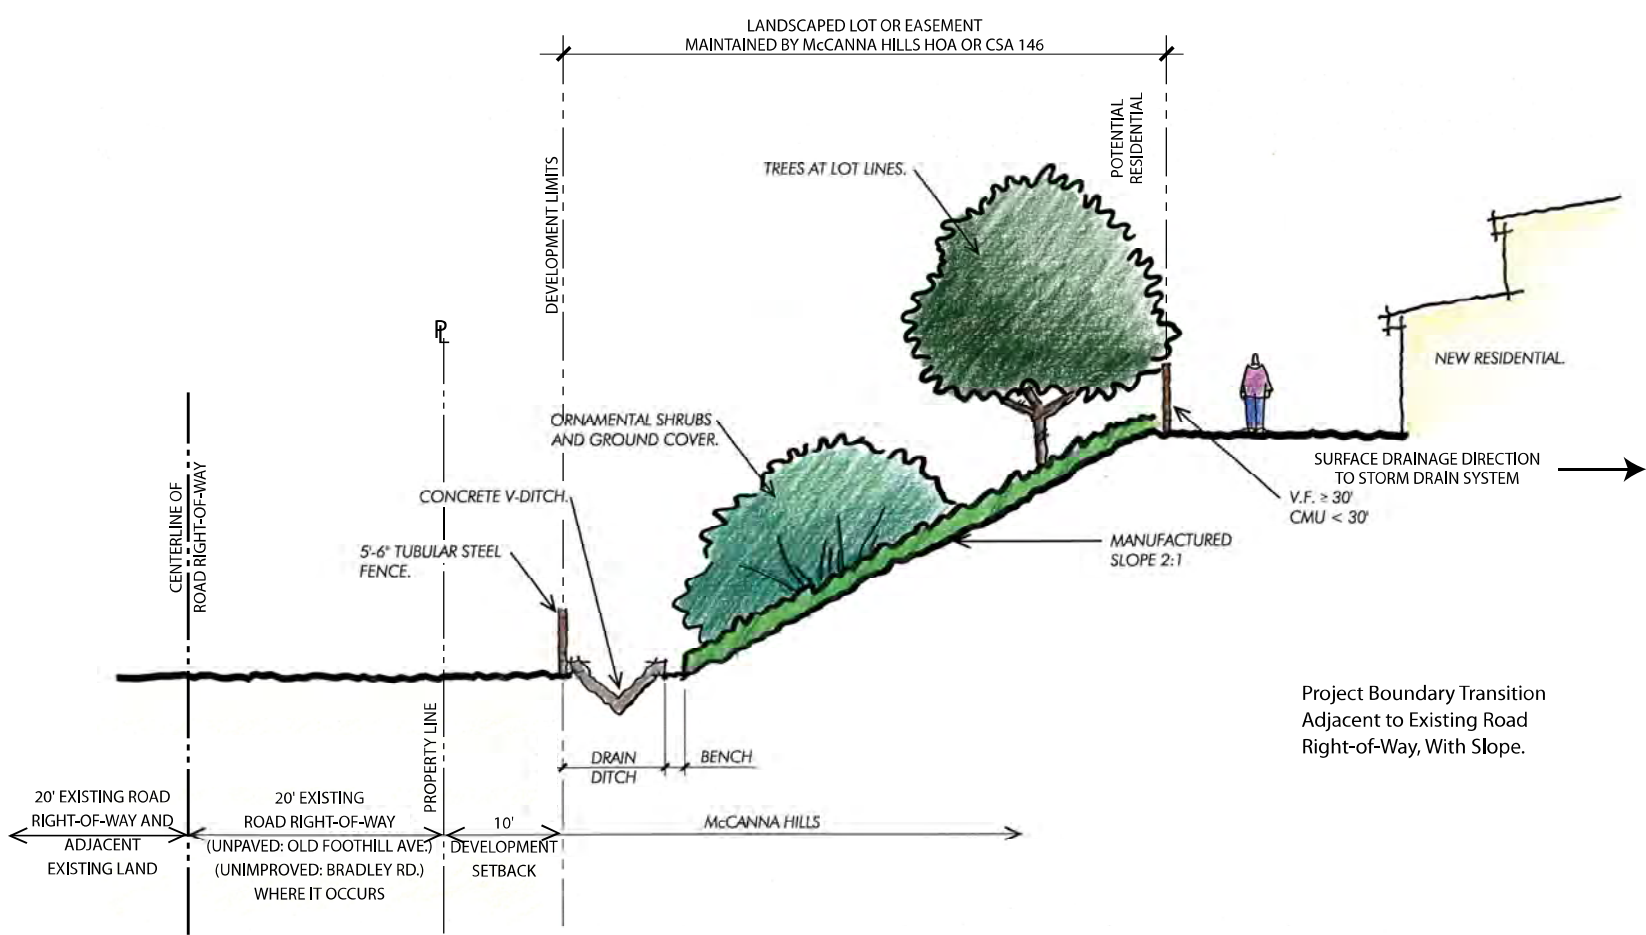 LANDSCAPED LOT OR EASEMENT
MAINTAINED BY McCANNA HILLS HOA OR CSA 146
DEVELOPMENT LIMITS
POTENTIAL
RESIDENTIAL
TREES AT LOT LINES.
NEW RESIDENTIAL.
PL
ORNAMENTAL SHRUBS
AND GROUND COVER.
SURFACE DRAINAGE DIRECTION
TO STORM DRAIN SYSTEM
V.F. ≥ 30'
CMU < 30'
CONCRETE V-DITCH.
5'-6" TUBULAR STEEL
FENCE.
MANUFACTURED
SLOPE 2:1
CENTERLINE OF
ROAD RIGHT-OF-WAY
PROPERTY LINE
Project Boundary Transition
Adjacent to Existing Road
Right-of-Way, With Slope.
DRAIN
DITCH
BENCH
20' EXISTING ROAD
RIGHT-OF-WAY AND
ADJACENT
EXISTING LAND
20' EXISTING
ROAD RIGHT-OF-WAY
(UNPAVED: OLD FOOTHILL AVE.)
(UNIMPROVED: BRADLEY RD.)
WHERE IT OCCURS
10'
DEVELOPMENT
SETBACK
McCANNA HILLS